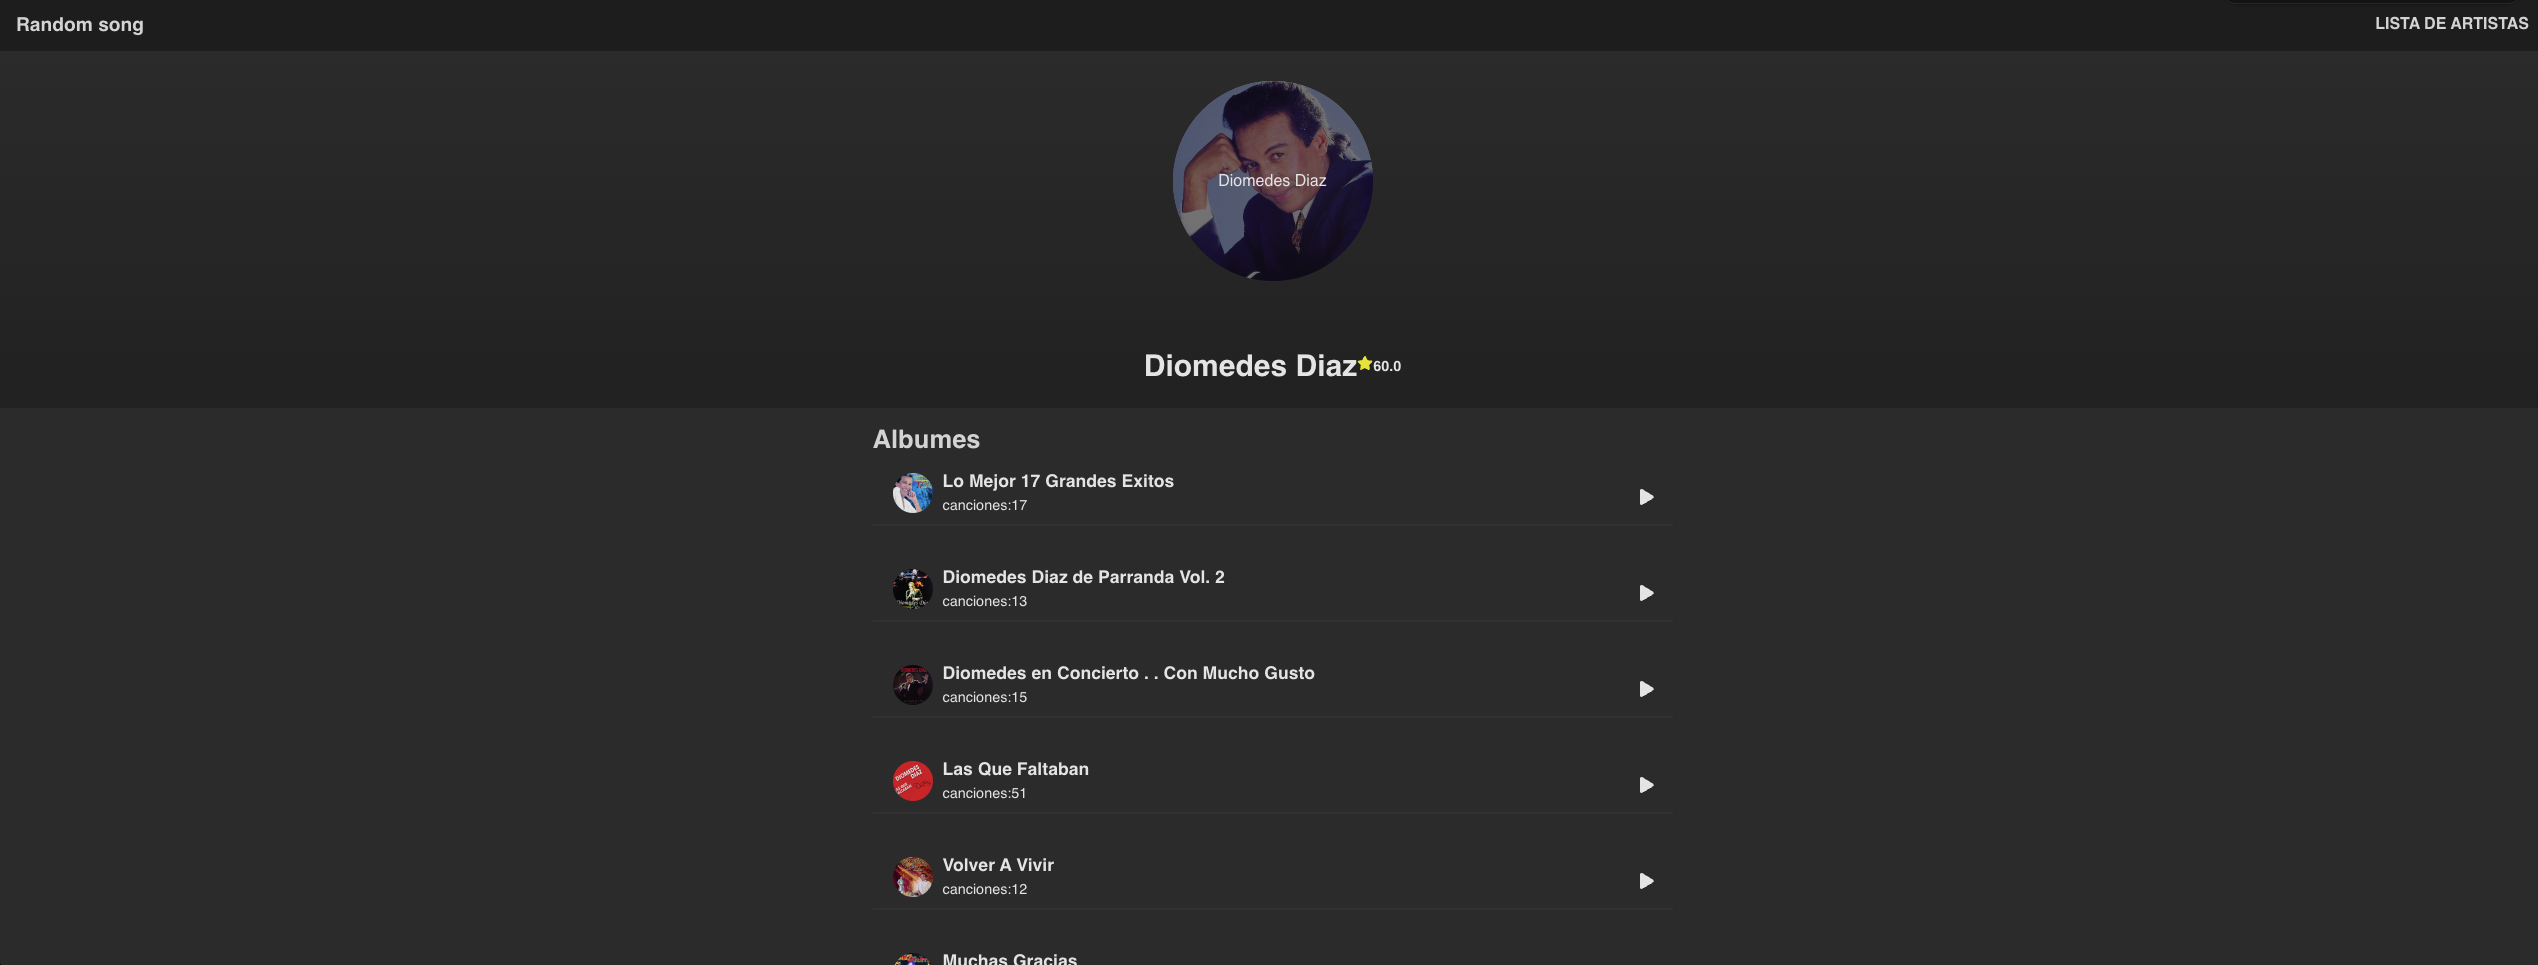 Random song
LISTA DE ARTISTAS
Diomedes Diaz
Diomedes Diaz 60.0
Albumes
Lo Mejor 17 Grandes Exitos
canciones:17
Diomedes Diaz de Parranda Vol. 2
canciones:13
Diomedes en Concierto . . Con Mucho Gusto
canciones:15
DIOMEDES
DIAZ
Las Que Faltaban
canciones:51
Volver A Vivir
canciones:12
Muchas Gracias